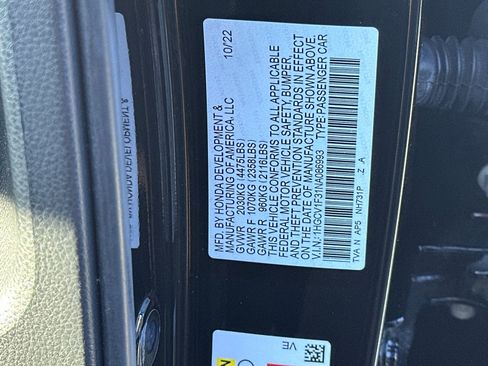 MFD. BY HONDA DEVELOPMENT & 10/22
MANUFACTURING OF AMERICA, LLC
GVWR 2030KG (4475LBS)
GAWR F 1070KG (2358LBS)
GAWR R 960KG (2116LBS)
THIS VEHICLE CONFORMS TO ALL APPLICABLE
FEDERAL MOTOR VEHICLE SAFETY, BUMPER,
AND THEFT PREVENTION STANDARDS IN EFFECT
ON THE DATE OF MANUFACTURE SHOWN ABOVE.
V.I.N.: 1HGCV1F31NA086993 TYPE: PASSENGER CAR
TVA N AP5 NH731P Z A
VE